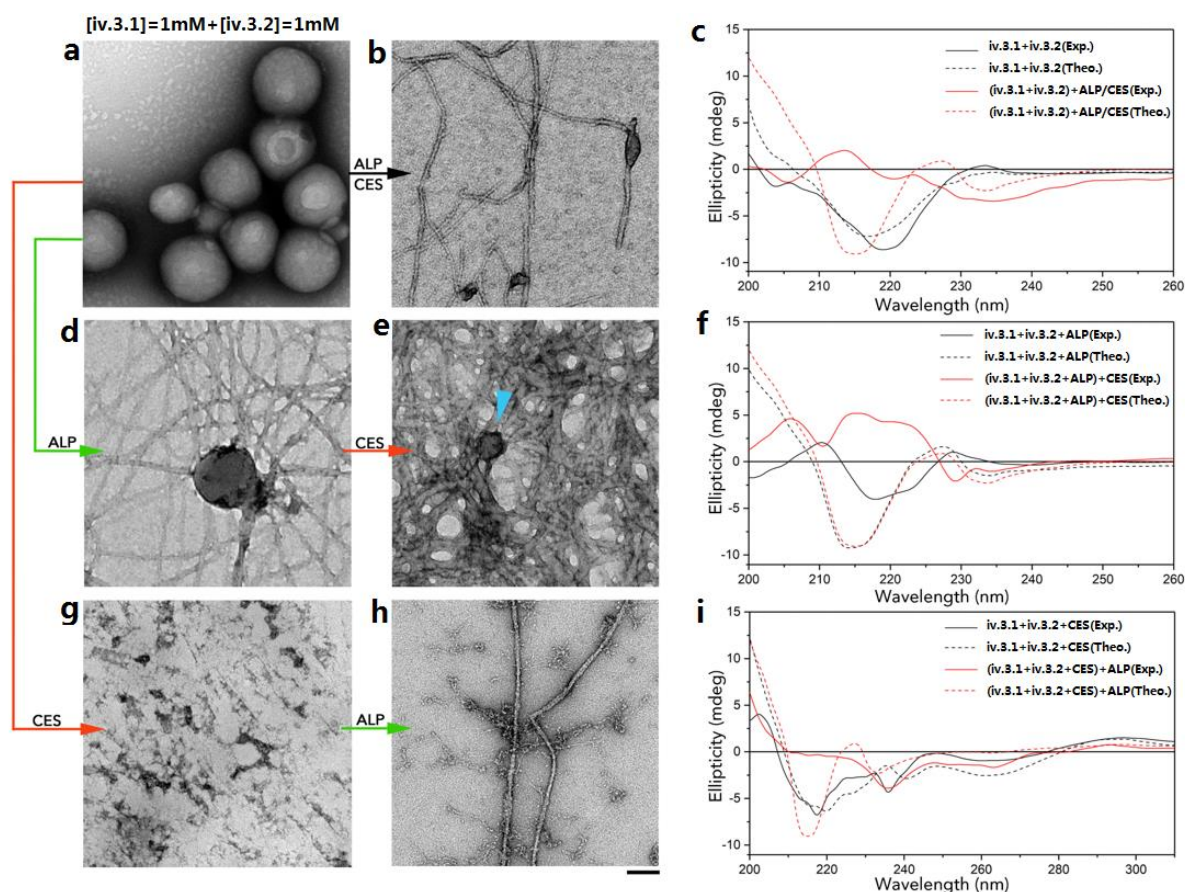 [iv.3.1]=1mM+[iv.3.2]=1mM
a
b
ALP
CES
c
15
10
5
0
-5
-10
Ellipticity (mdeg)
iv.3.1+iv.3.2(Exp.)
iv.3.1+iv.3.2(Theo.)
(iv.3.1+iv.3.2)+ALP/CES(Exp.)
(iv.3.1+iv.3.2)+ALP/CES(Theo.)
200 210 220 230 240 250 260
Wavelength (nm)
d
ALP
e
CES
f
15
10
5
0
-5
-10
Ellipticity (mdeg)
iv.3.1+iv.3.2+ALP(Exp.)
iv.3.1+iv.3.2+ALP(Theo.)
(iv.3.1+iv.3.2+ALP)+CES(Exp.)
(iv.3.1+iv.3.2+ALP)+CES(Theo.)
200 210 220 230 240 250 260
Wavelength (nm)
g
CES
h
ALP
i
15
10
5
0
-5
-10
Ellipticity (mdeg)
iv.3.1+iv.3.2+CES(Exp.)
iv.3.1+iv.3.2+CES(Theo.)
(iv.3.1+iv.3.2+CES)+ALP(Exp.)
(iv.3.1+iv.3.2+CES)+ALP(Theo.)
200 220 240 260 280 300
Wavelength (nm)